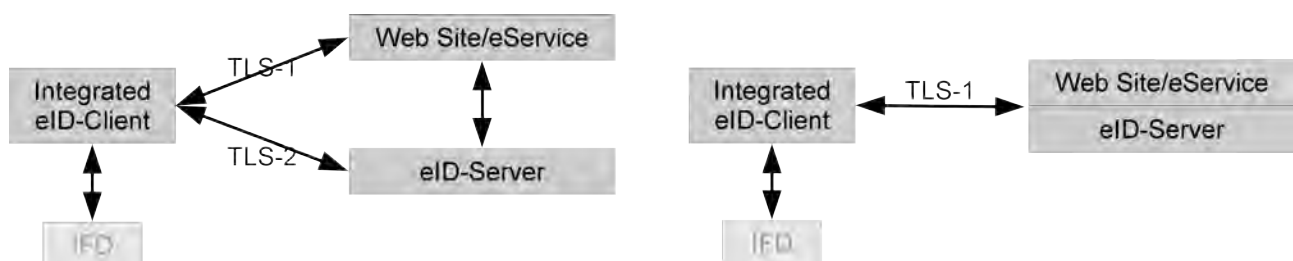 Web Site/eService
TLS-1
Integrated
eID-Client
TLS-2
eID-Server
IFD
Integrated
eID-Client
TLS-1
Web Site/eService
eID-Server
IFD